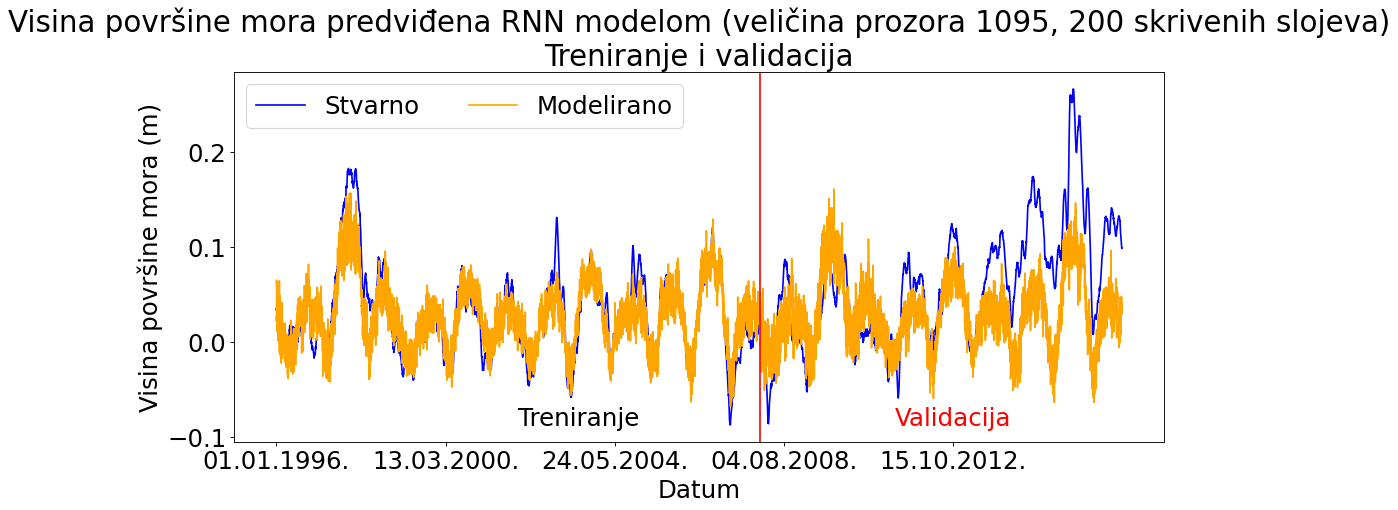 Visina površine mora predviđena RNN modelom (veličina prozora 1095, 200 skrivenih slojeva)
Treniranje i validacija
Stvarno
Modelirano
Visina površine mora (m)
0.2
0.1
0.0
−0.1
Treniranje
Validacija
01.01.1996.
13.03.2000.
24.05.2004.
04.08.2008.
15.10.2012.
Datum